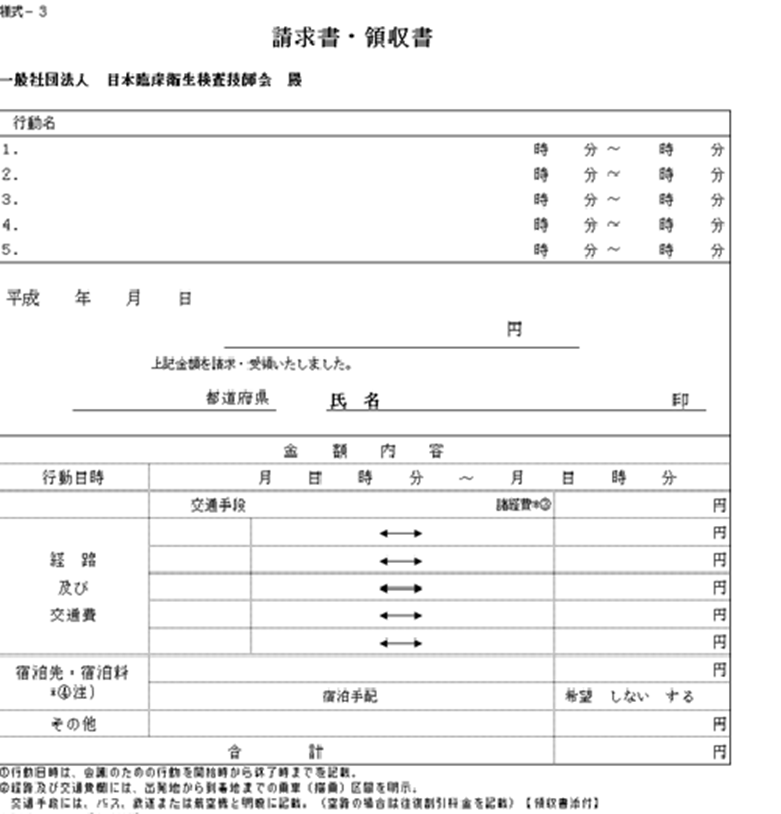 様式－３
請求書・領収書
一般社団法人 日本臨床衛生検査技師会 殿
行動名
1. 時 分 ～ 時 分
2. 時 分 ～ 時 分
3. 時 分 ～ 時 分
4. 時 分 ～ 時 分
5. 時 分 ～ 時 分
平成 年 月 日
円
上記金額を請求・受領いたしました。
都道府県 氏 名 印
金 額 内 容
行動日時 月 日 時 分 ～ 月 日 時 分
交通手段 諸経費*③ 円
↔ 円
経 路 ↔ 円
及び ↔ 円
交通費 ↔ 円
↔ 円
宿泊先・宿泊料 円
*④注) 宿泊手配 希望 しない する
その他 円
合 計 円
①行動日時は、会議のための行動を開始時から終了時までを記載。
②経路及び交通費欄には、出発地から到着地までの乗車（搭乗）区間を明示。
交通手段には、バス、鉄道または航空機と明瞭に記載。（空路の場合は往復割引料金を記載）【領収書添付】